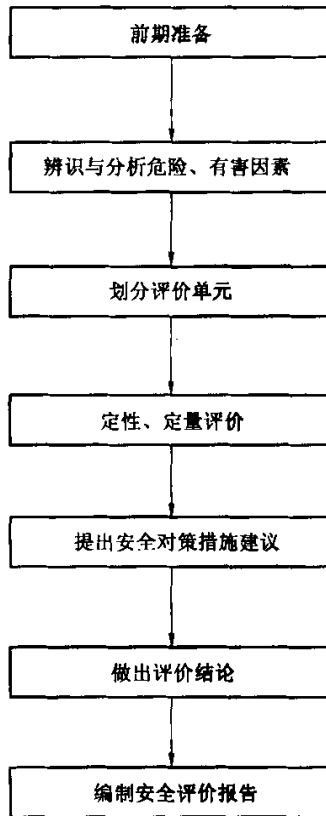 前期准备
辨识与分析危险、有害因素
划分评价单元
定性、定量评价
提出安全对策措施建议
做出评价结论
编制安全评价报告